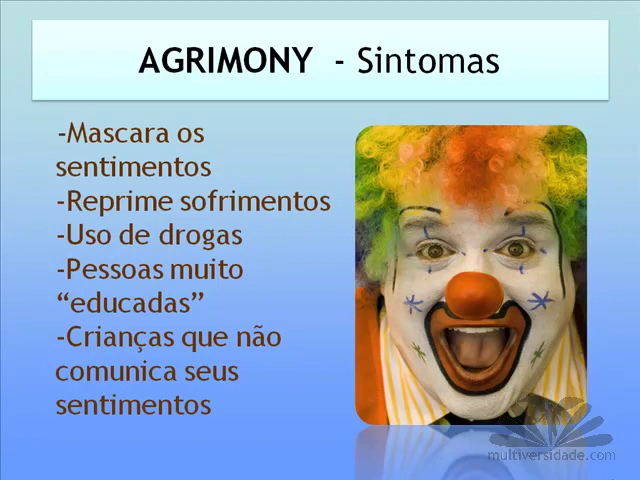 AGRIMONY - Sintomas
-Mascara os
sentimentos
-Reprime sofrimentos
-Uso de drogas
-Pessoas muito
“educadas”
-Crianças que não
comunica seus
sentimentos
multiversidade.com